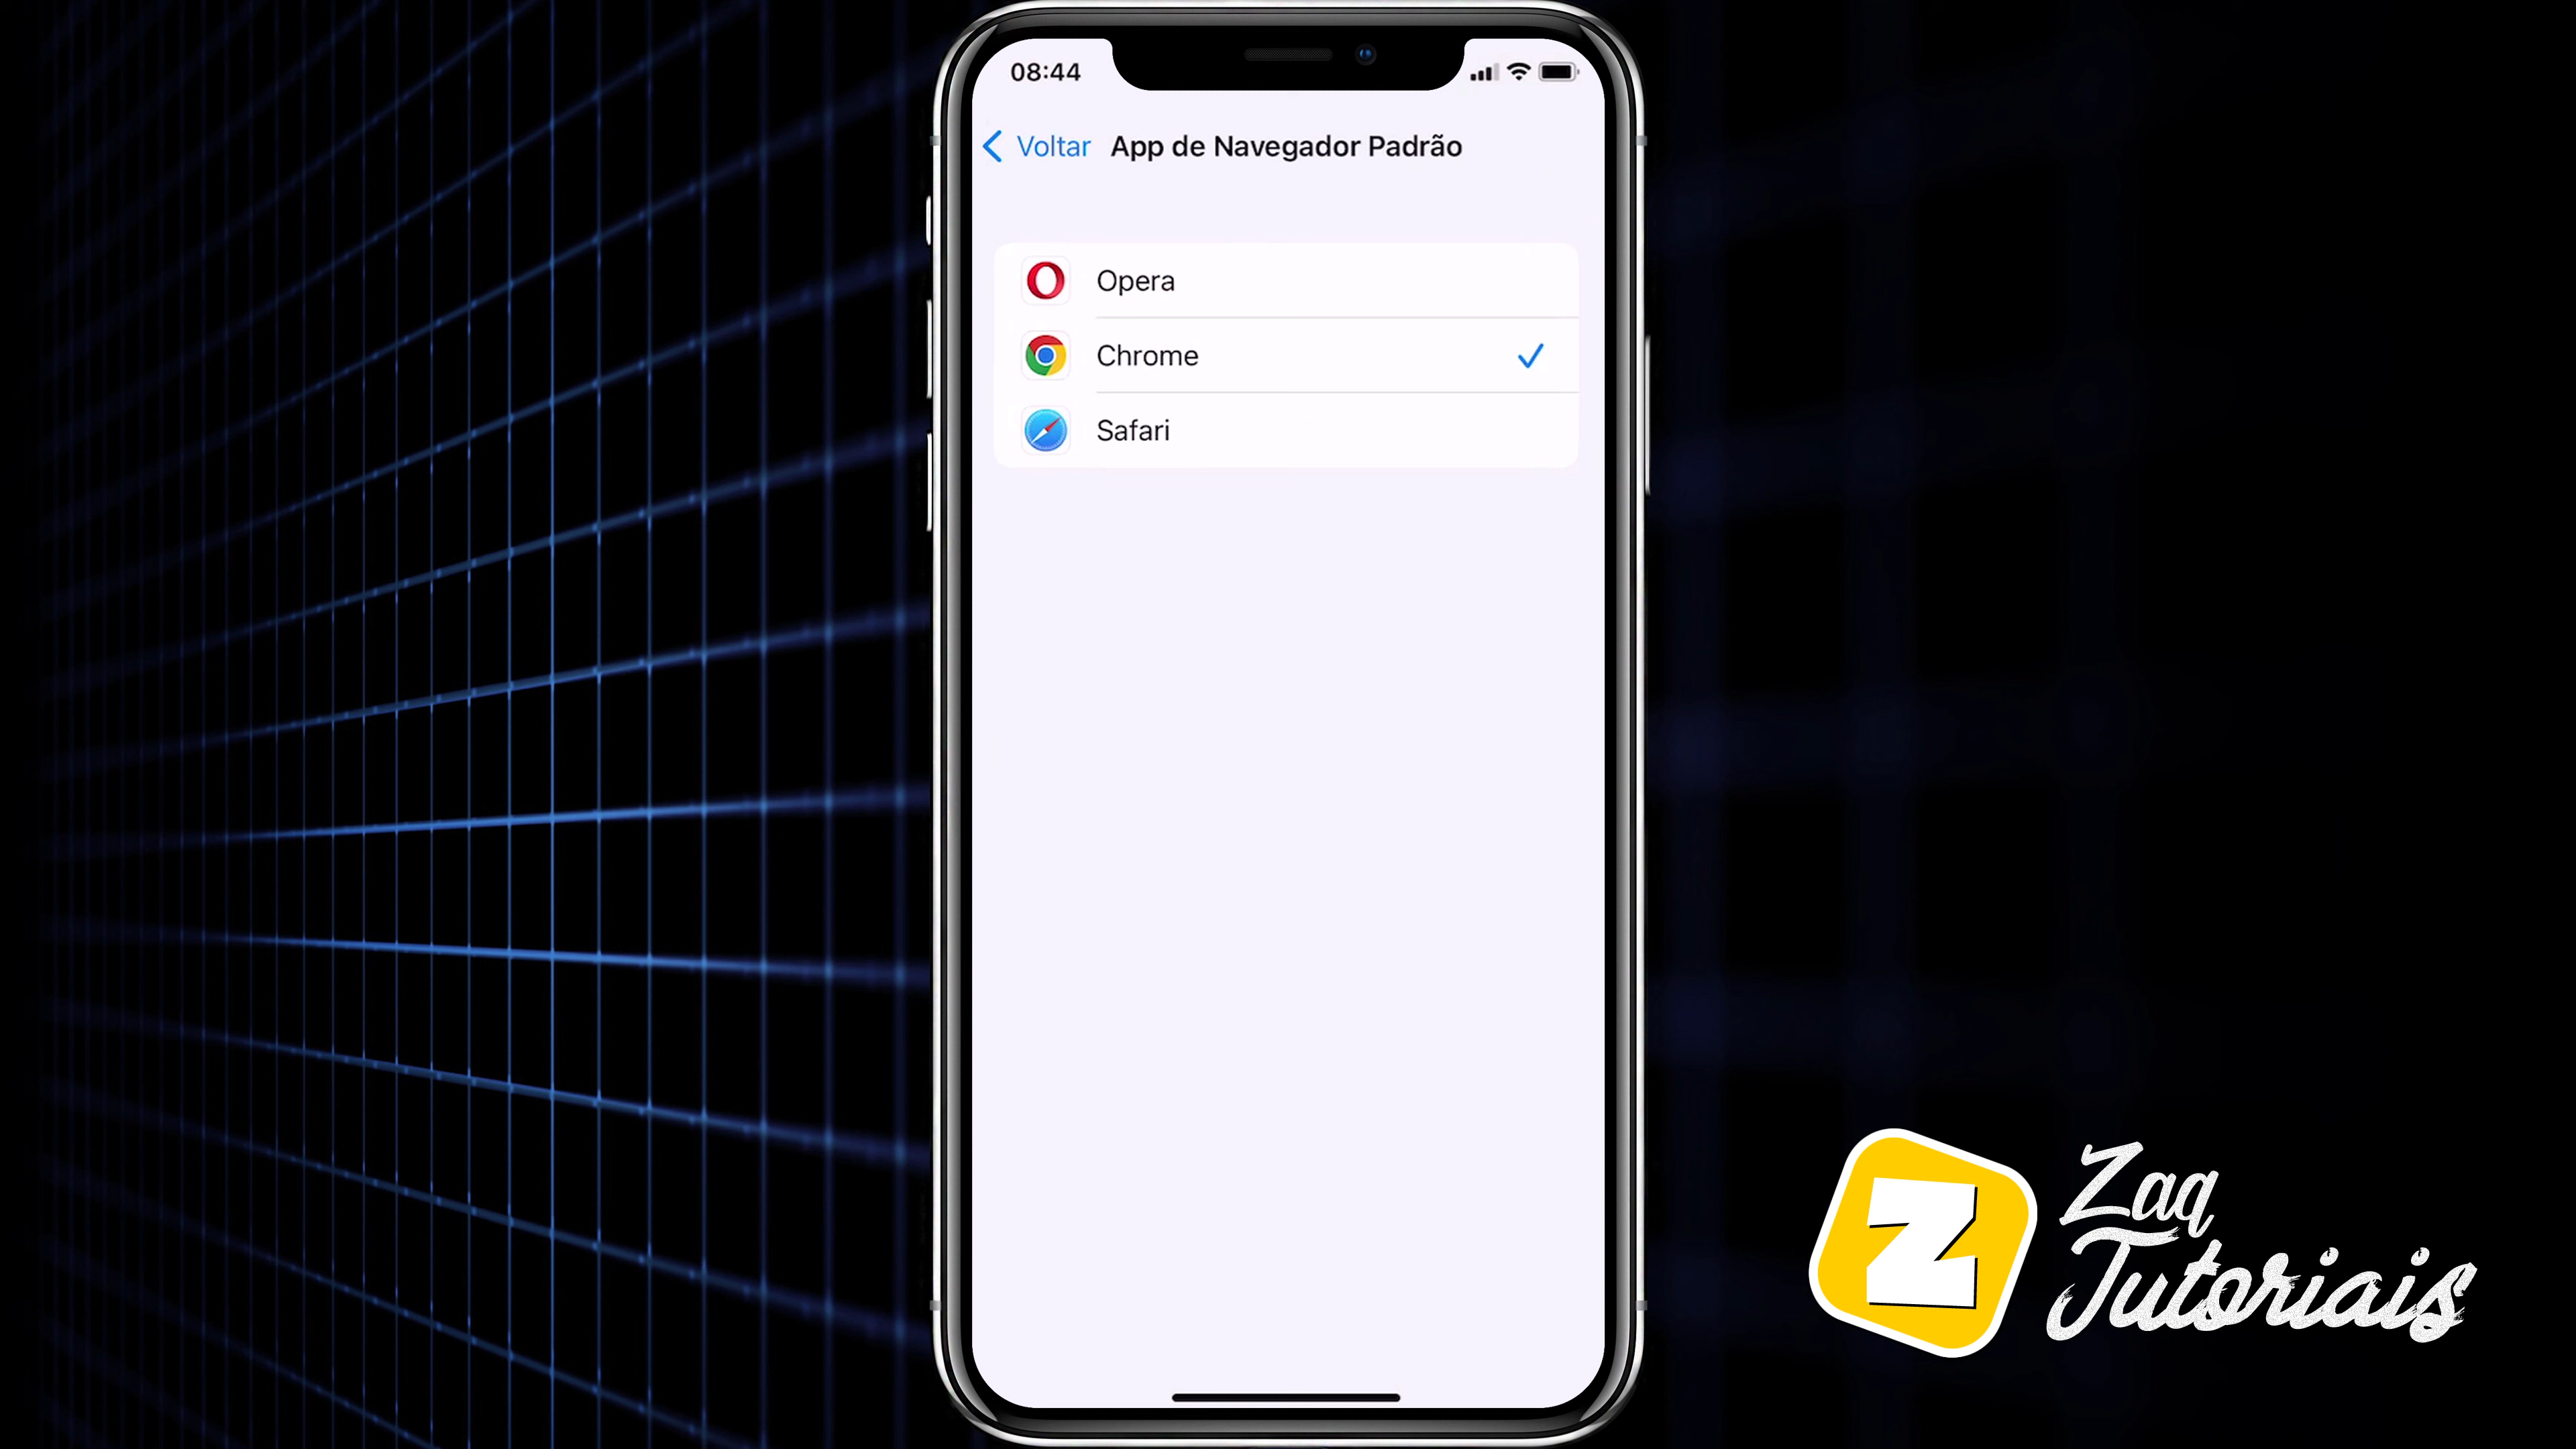 08:44
Voltar App de Navegador Padrão
Opera
Chrome
Safari
Z
Zaq
Tutoriais